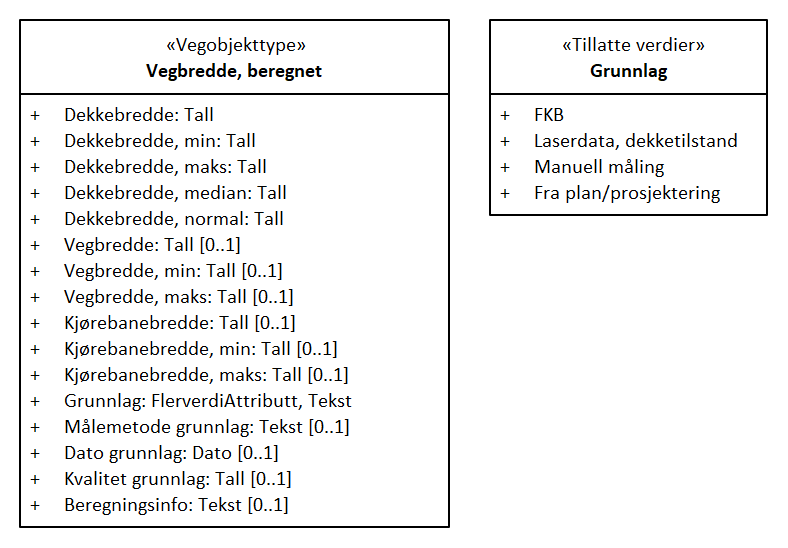 «Vegobjekttype»
Vegbredde, beregnet
+ Dekkebredde: Tall
+ Dekkebredde, min: Tall
+ Dekkebredde, maks: Tall
+ Dekkebredde, median: Tall
+ Dekkebredde, normal: Tall
+ Vegbredde: Tall [0..1]
+ Vegbredde, min: Tall [0..1]
+ Vegbredde, maks: Tall [0..1]
+ Kjørebanebredde: Tall [0..1]
+ Kjørebanebredde, min: Tall [0..1]
+ Kjørebanebredde, maks: Tall [0..1]
+ Grunnlag: FlerverdiAttributt, Tekst
+ Målemetode grunnlag: Tekst [0..1]
+ Dato grunnlag: Dato [0..1]
+ Kvalitet grunnlag: Tall [0..1]
+ Beregningsinfo: Tekst [0..1]
«Tillatte verdier»
Grunnlag
+ FKB
+ Laserdata, dekketilstand
+ Manuell måling
+ Fra plan/prosjektering